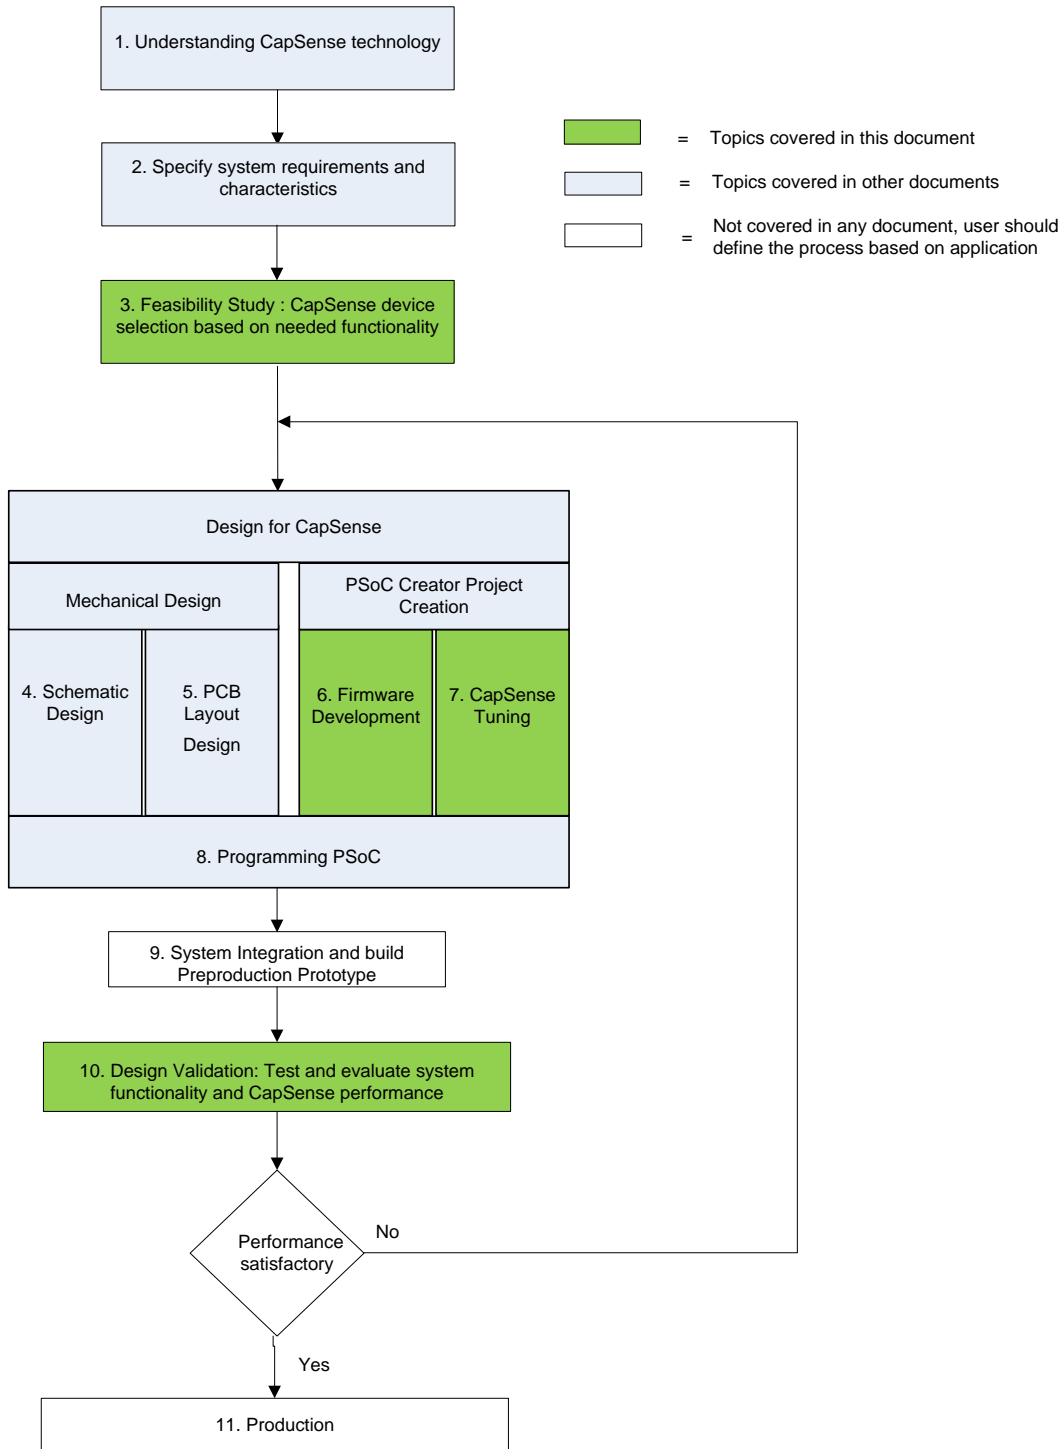 1. Understanding CapSense technology
= Topics covered in this document
2. Specify system requirements and
characteristics
= Topics covered in other documents
= Not covered in any document, user should
define the process based on application
3. Feasibility Study : CapSense device
selection based on needed functionality
Design for CapSense
Mechanical Design
PSoC Creator Project
Creation
4. Schematic
Design
5. PCB
Layout
Design
6. Firmware
Development
7. CapSense
Tuning
8. Programming PSoC
9. System Integration and build
Preproduction Prototype
10. Design Validation: Test and evaluate system
functionality and CapSense performance
No
Performance
satisfactory
Yes
11. Production